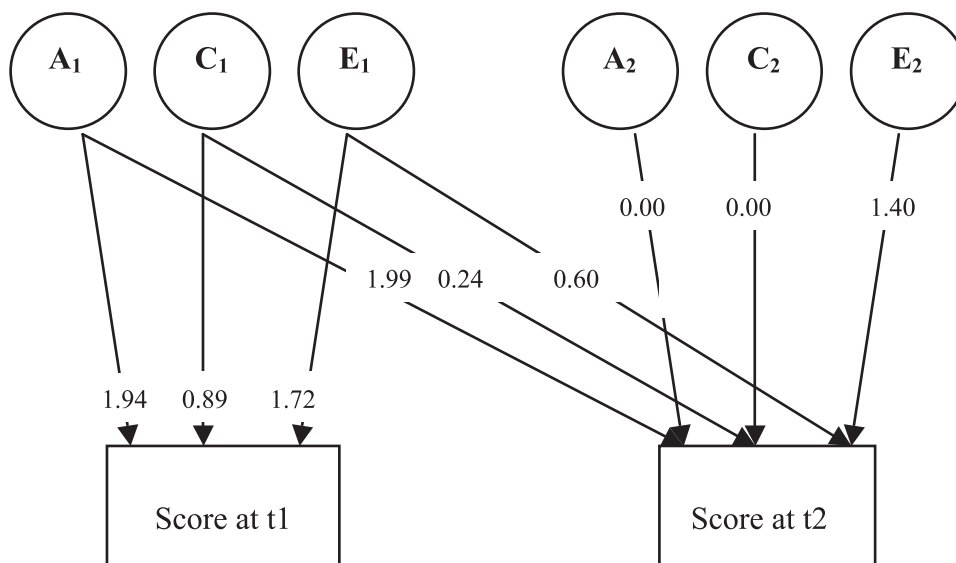 A₁ C₁ E₁ A₂ C₂ E₂
0.00 0.00 1.40
1.99 0.24 0.60
1.94 0.89 1.72
Score at t1 Score at t2